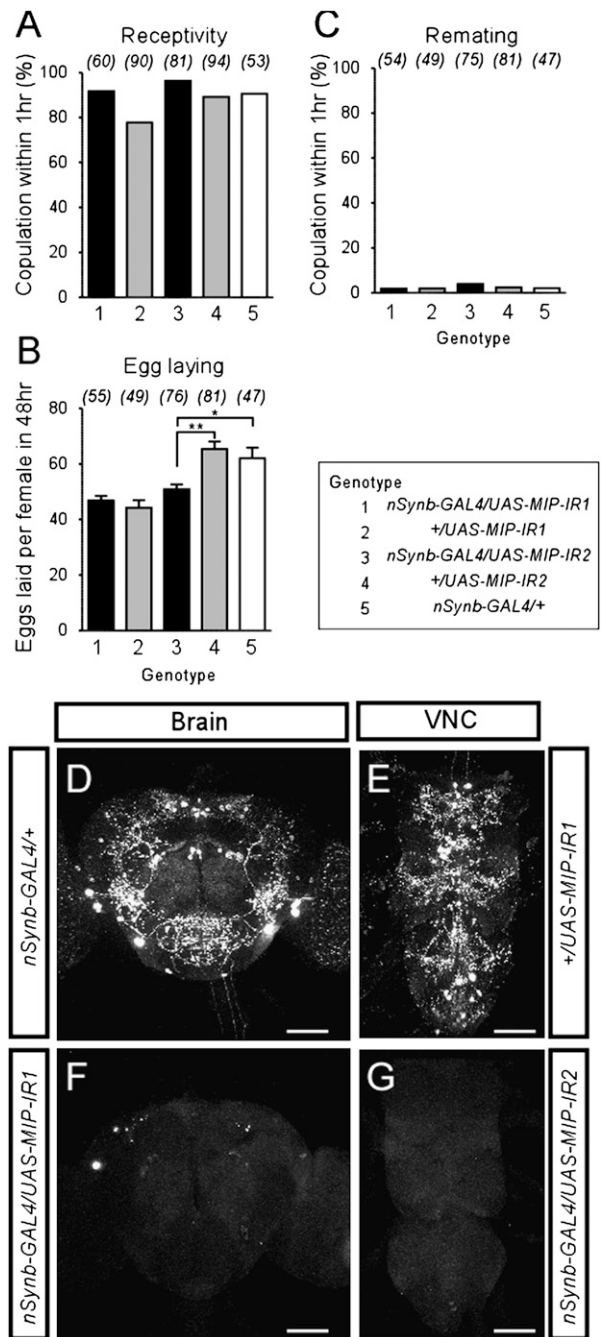 A
Receptivity
(60) (90) (81) (94) (53)
Copulation within 1hr (%)
100
80
60
40
20
0
1 2 3 4 5
C
Remating
(54) (49) (75) (81) (47)
Copulation within 1hr (%)
100
80
60
40
20
0
1 2 3 4 5
Genotype
B
Egg laying
(55) (49) (76) (81) (47)
*
**
Eggs laid per female in 48hr
80
60
40
20
0
1 2 3 4 5
Genotype
Genotype
1 nSynb-GAL4/UAS-MIP-IR1
2 +/UAS-MIP-IR1
3 nSynb-GAL4/UAS-MIP-IR2
4 +/UAS-MIP-IR2
5 nSynb-GAL4/+
Brain
VNC
nSynb-GAL4/+
D
E
+/UAS-MIP-IR1
nSynb-GAL4/UAS-MIP-IR1
F
G
nSynb-GAL4/UAS-MIP-IR2